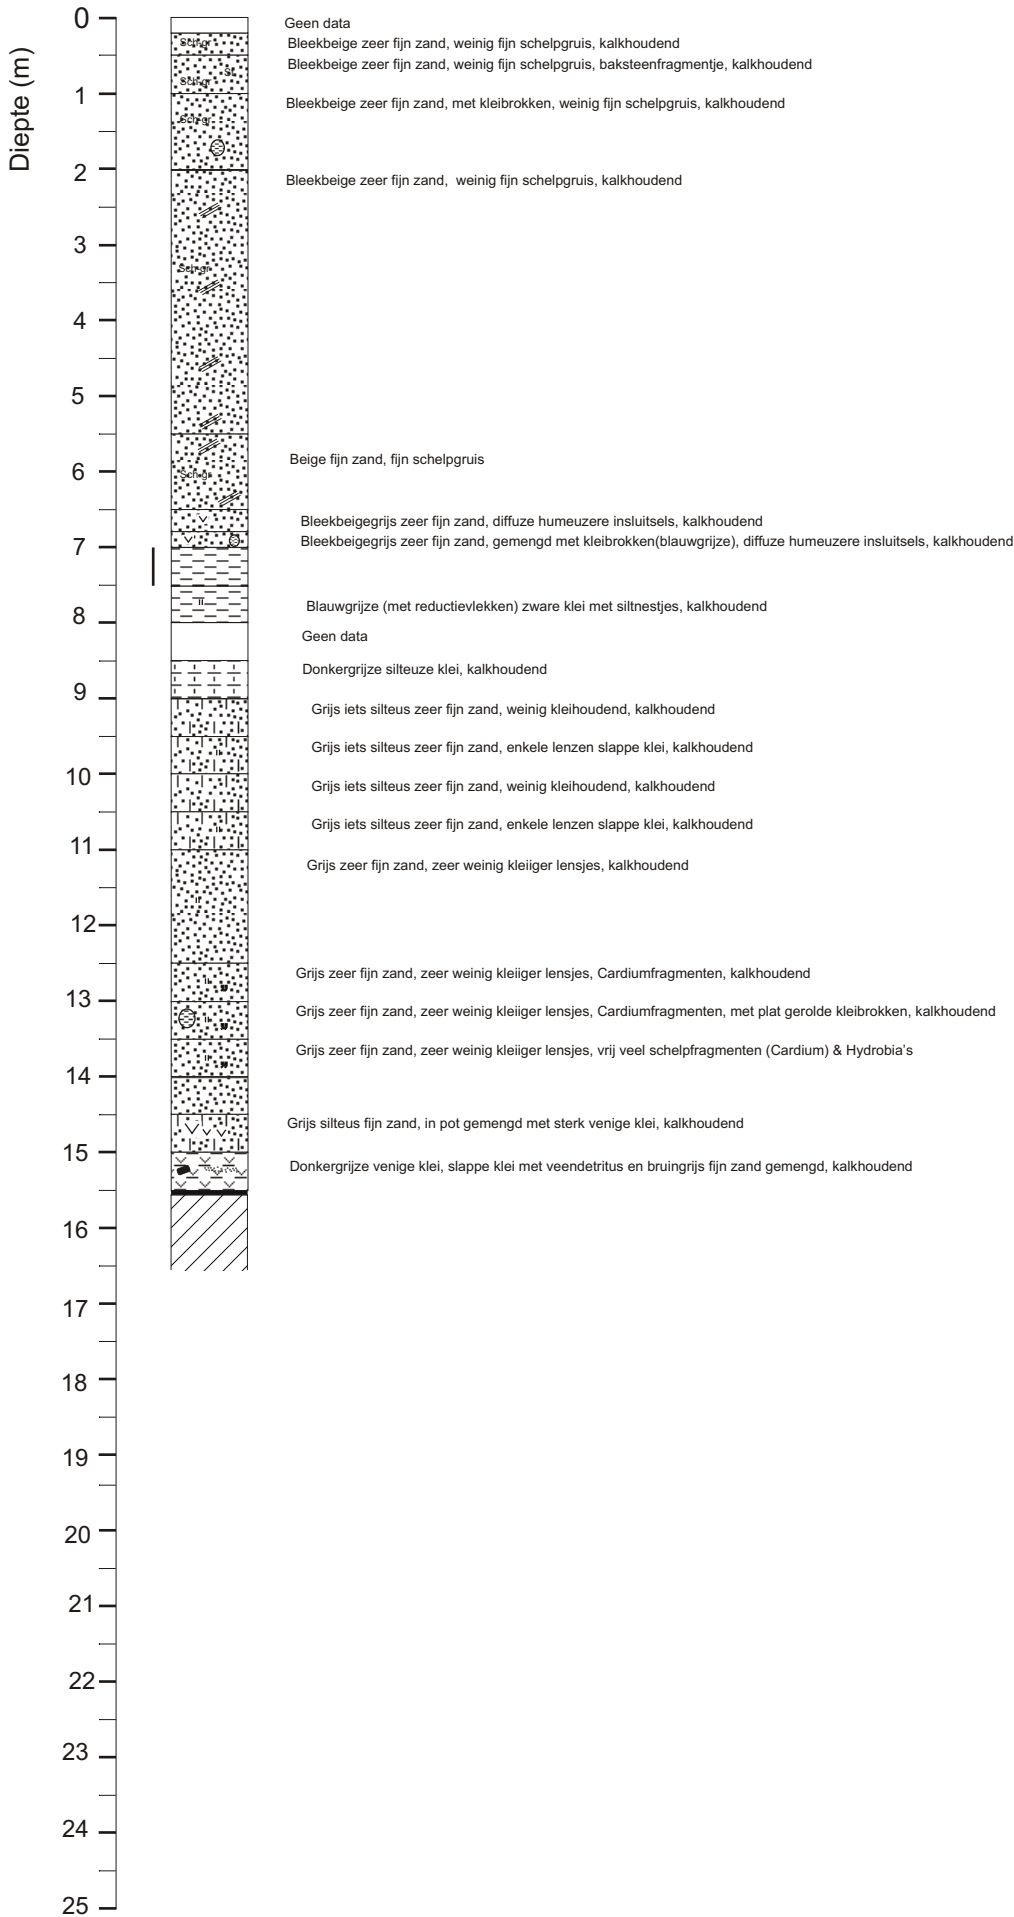 Diepte (m)
0
Geen data
Sch-gr
Bleekbeige zeer fijn zand, weinig fijn schelpgruis, kalkhoudend
Bleekbeige zeer fijn zand, weinig fijn schelpgruis, baksteenfragmentje, kalkhoudend
St
Sch-gr
1
Bleekbeige zeer fijn zand, met kleibrokken, weinig fijn schelpgruis, kalkhoudend
Sch-gr
2
Bleekbeige zeer fijn zand, weinig fijn schelpgruis, kalkhoudend
3
Sch-gr
4
5
Beige fijn zand, fijn schelpgruis
6
Sch-gr
Bleekbeigegrijs zeer fijn zand, diffuze humeuzere insluitsels, kalkhoudend
Bleekbeigegrijs zeer fijn zand, gemengd met kleibrokken(blauwgrijze), diffuze humeuzere insluitsels, kalkhoudend
7
Blauwgrijze (met reductievlekken) zware klei met siltnestjes, kalkhoudend
8
Geen data
Donkergrijze silteuze klei, kalkhoudend
9
Grijs iets silteus zeer fijn zand, weinig kleihoudend, kalkhoudend
Grijs iets silteus zeer fijn zand, enkele lenzen slappe klei, kalkhoudend
10
Grijs iets silteus zeer fijn zand, weinig kleihoudend, kalkhoudend
Grijs iets silteus zeer fijn zand, enkele lenzen slappe klei, kalkhoudend
11
Grijs zeer fijn zand, zeer weinig kleiiger lensjes, kalkhoudend
12
Grijs zeer fijn zand, zeer weinig kleiiger lensjes, Cardiumfragmenten, kalkhoudend
13
Grijs zeer fijn zand, zeer weinig kleiiger lensjes, Cardiumfragmenten, met plat gerolde kleibrokken, kalkhoudend
Grijs zeer fijn zand, zeer weinig kleiiger lensjes, vrij veel schelpfragmenten (Cardium) & Hydrobia's
14
Grijs silteus fijn zand, in pot gemengd met sterk venige klei, kalkhoudend
15
Donkergrijze venige klei, slappe klei met veendetritus en bruingrijs fijn zand gemengd, kalkhoudend
16
17
18
19
20
21
22
23
24
25